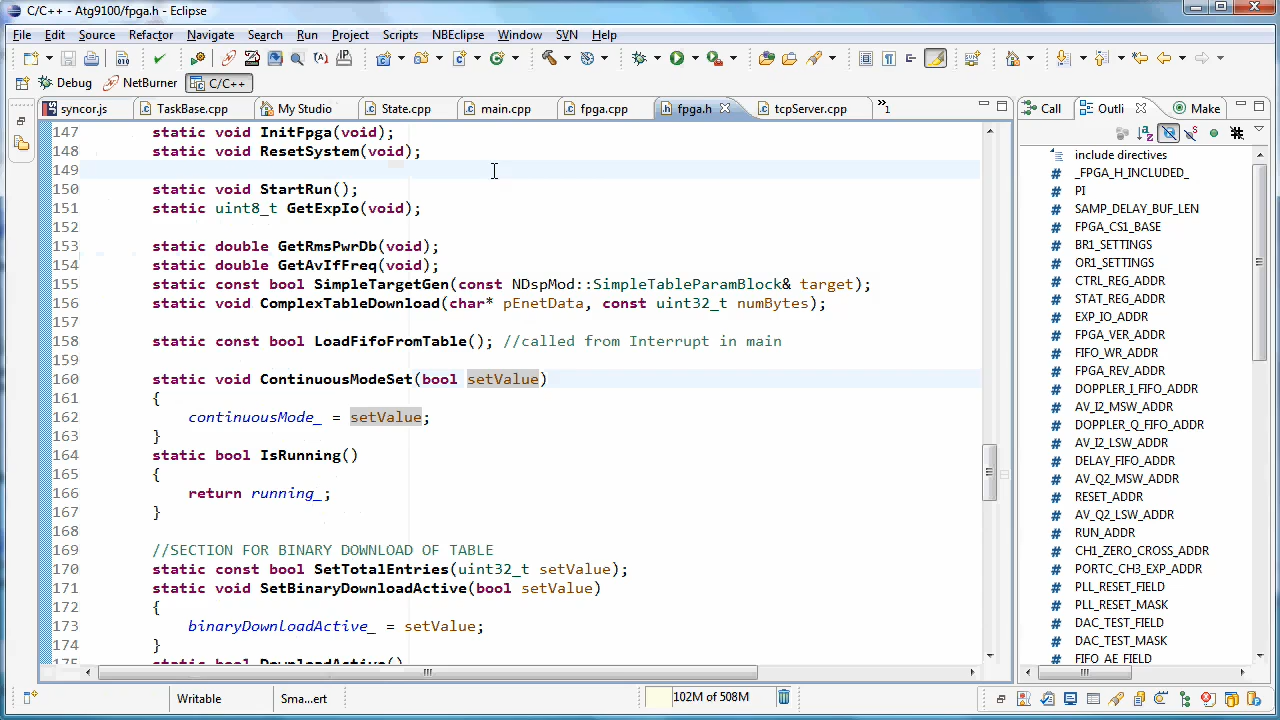 C/C++ - Atg9100/fpga.h - Eclipse
File Edit Source Refactor Navigate Search Run Project Scripts NBEclipse Window SVN Help
Debug NetBurner C/C++
syncor.js TaskBase.cpp My Studio State.cpp main.cpp fpga.cpp fpga.h tcpServer.cpp »1
147 static void InitFpga(void);
148 static void ResetSystem(void);
149
150 static void StartRun();
151 static uint8_t GetExpIo(void);
152
153 static double GetRmsPwrDb(void);
154 static double GetAvIfFreq(void);
155 static const bool SimpleTargetGen(const NDspMod::SimpleTableParamBlock& target);
156 static void ComplexTableDownload(char* pEnetData, const uint32_t numBytes);
157
158 static const bool LoadFifoFromTable(); //called from Interrupt in main
159
160 static void ContinuousModeSet(bool setValue)
161 {
162 continuousMode_ = setValue;
163 }
164 static bool IsRunning()
165 {
166 return running_;
167 }
168
169 //SECTION FOR BINARY DOWNLOAD OF TABLE
170 static const bool SetTotalEntries(uint32_t setValue);
171 static void SetBinaryDownloadActive(bool setValue)
172 {
173 binaryDownloadActive_ = setValue;
174 }
175 static bool DownloadActive()
Call Outli Make
include directives
# _FPGA_H_INCLUDED_
# PI
# SAMP_DELAY_BUF_LEN
# FPGA_CS1_BASE
# BR1_SETTINGS
# OR1_SETTINGS
# CTRL_REG_ADDR
# STAT_REG_ADDR
# EXP_IO_ADDR
# FPGA_VER_ADDR
# FIFO_WR_ADDR
# FPGA_REV_ADDR
# DOPPLER_I_FIFO_ADDR
# AV_I2_MSW_ADDR
# DOPPLER_Q_FIFO_ADDR
# AV_I2_LSW_ADDR
# DELAY_FIFO_ADDR
# AV_Q2_MSW_ADDR
# RESET_ADDR
# AV_Q2_LSW_ADDR
# RUN_ADDR
# CH1_ZERO_CROSS_ADDR
# PORTC_CH3_EXP_ADDR
# PLL_RESET_FIELD
# PLL_RESET_MASK
# DAC_TEST_FIELD
# DAC_TEST_MASK
# FIFO_AE_FIELD
Writable Sma...ert 102M of 508M